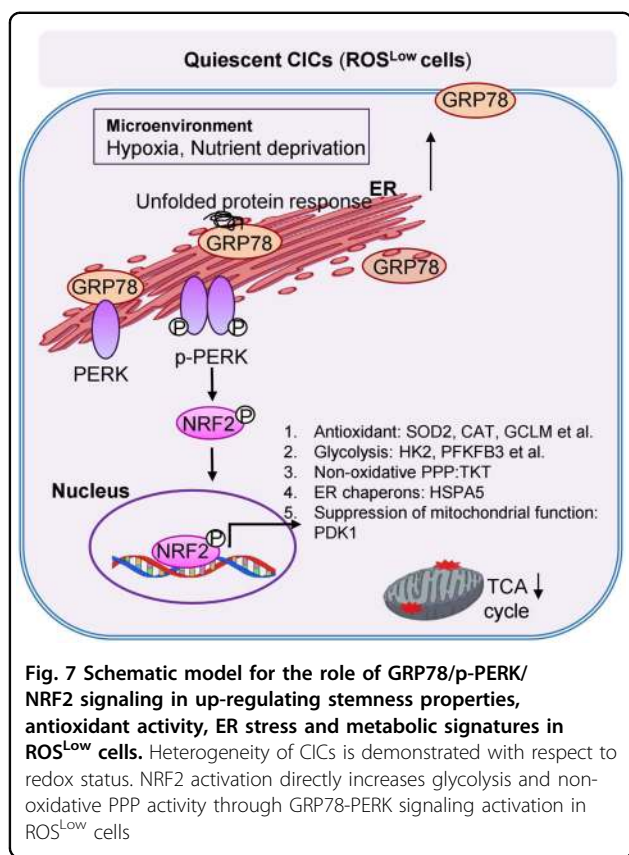 Quiescent CICs (ROSLow cells)
GRP78
Microenvironment
Hypoxia, Nutrient deprivation
ER
Unfolded protein response
GRP78
GRP78
GRP78
P
P
PERK
p-PERK
NRF2
P
1. Antioxidant: SOD2, CAT, GCLM et al.
2. Glycolysis: HK2, PFKFB3 et al.
3. Non-oxidative PPP:TKT
4. ER chaperons: HSPA5
5. Suppression of mitochondrial function:
PDK1
Nucleus
P
NRF2
TCA
cycle
Fig. 7 Schematic model for the role of GRP78/p-PERK/
NRF2 signaling in up-regulating stemness properties,
antioxidant activity, ER stress and metabolic signatures in
ROSLow cells. Heterogeneity of CICs is demonstrated with respect to
redox status. NRF2 activation directly increases glycolysis and non-
oxidative PPP activity through GRP78-PERK signaling activation in
ROSLow cells